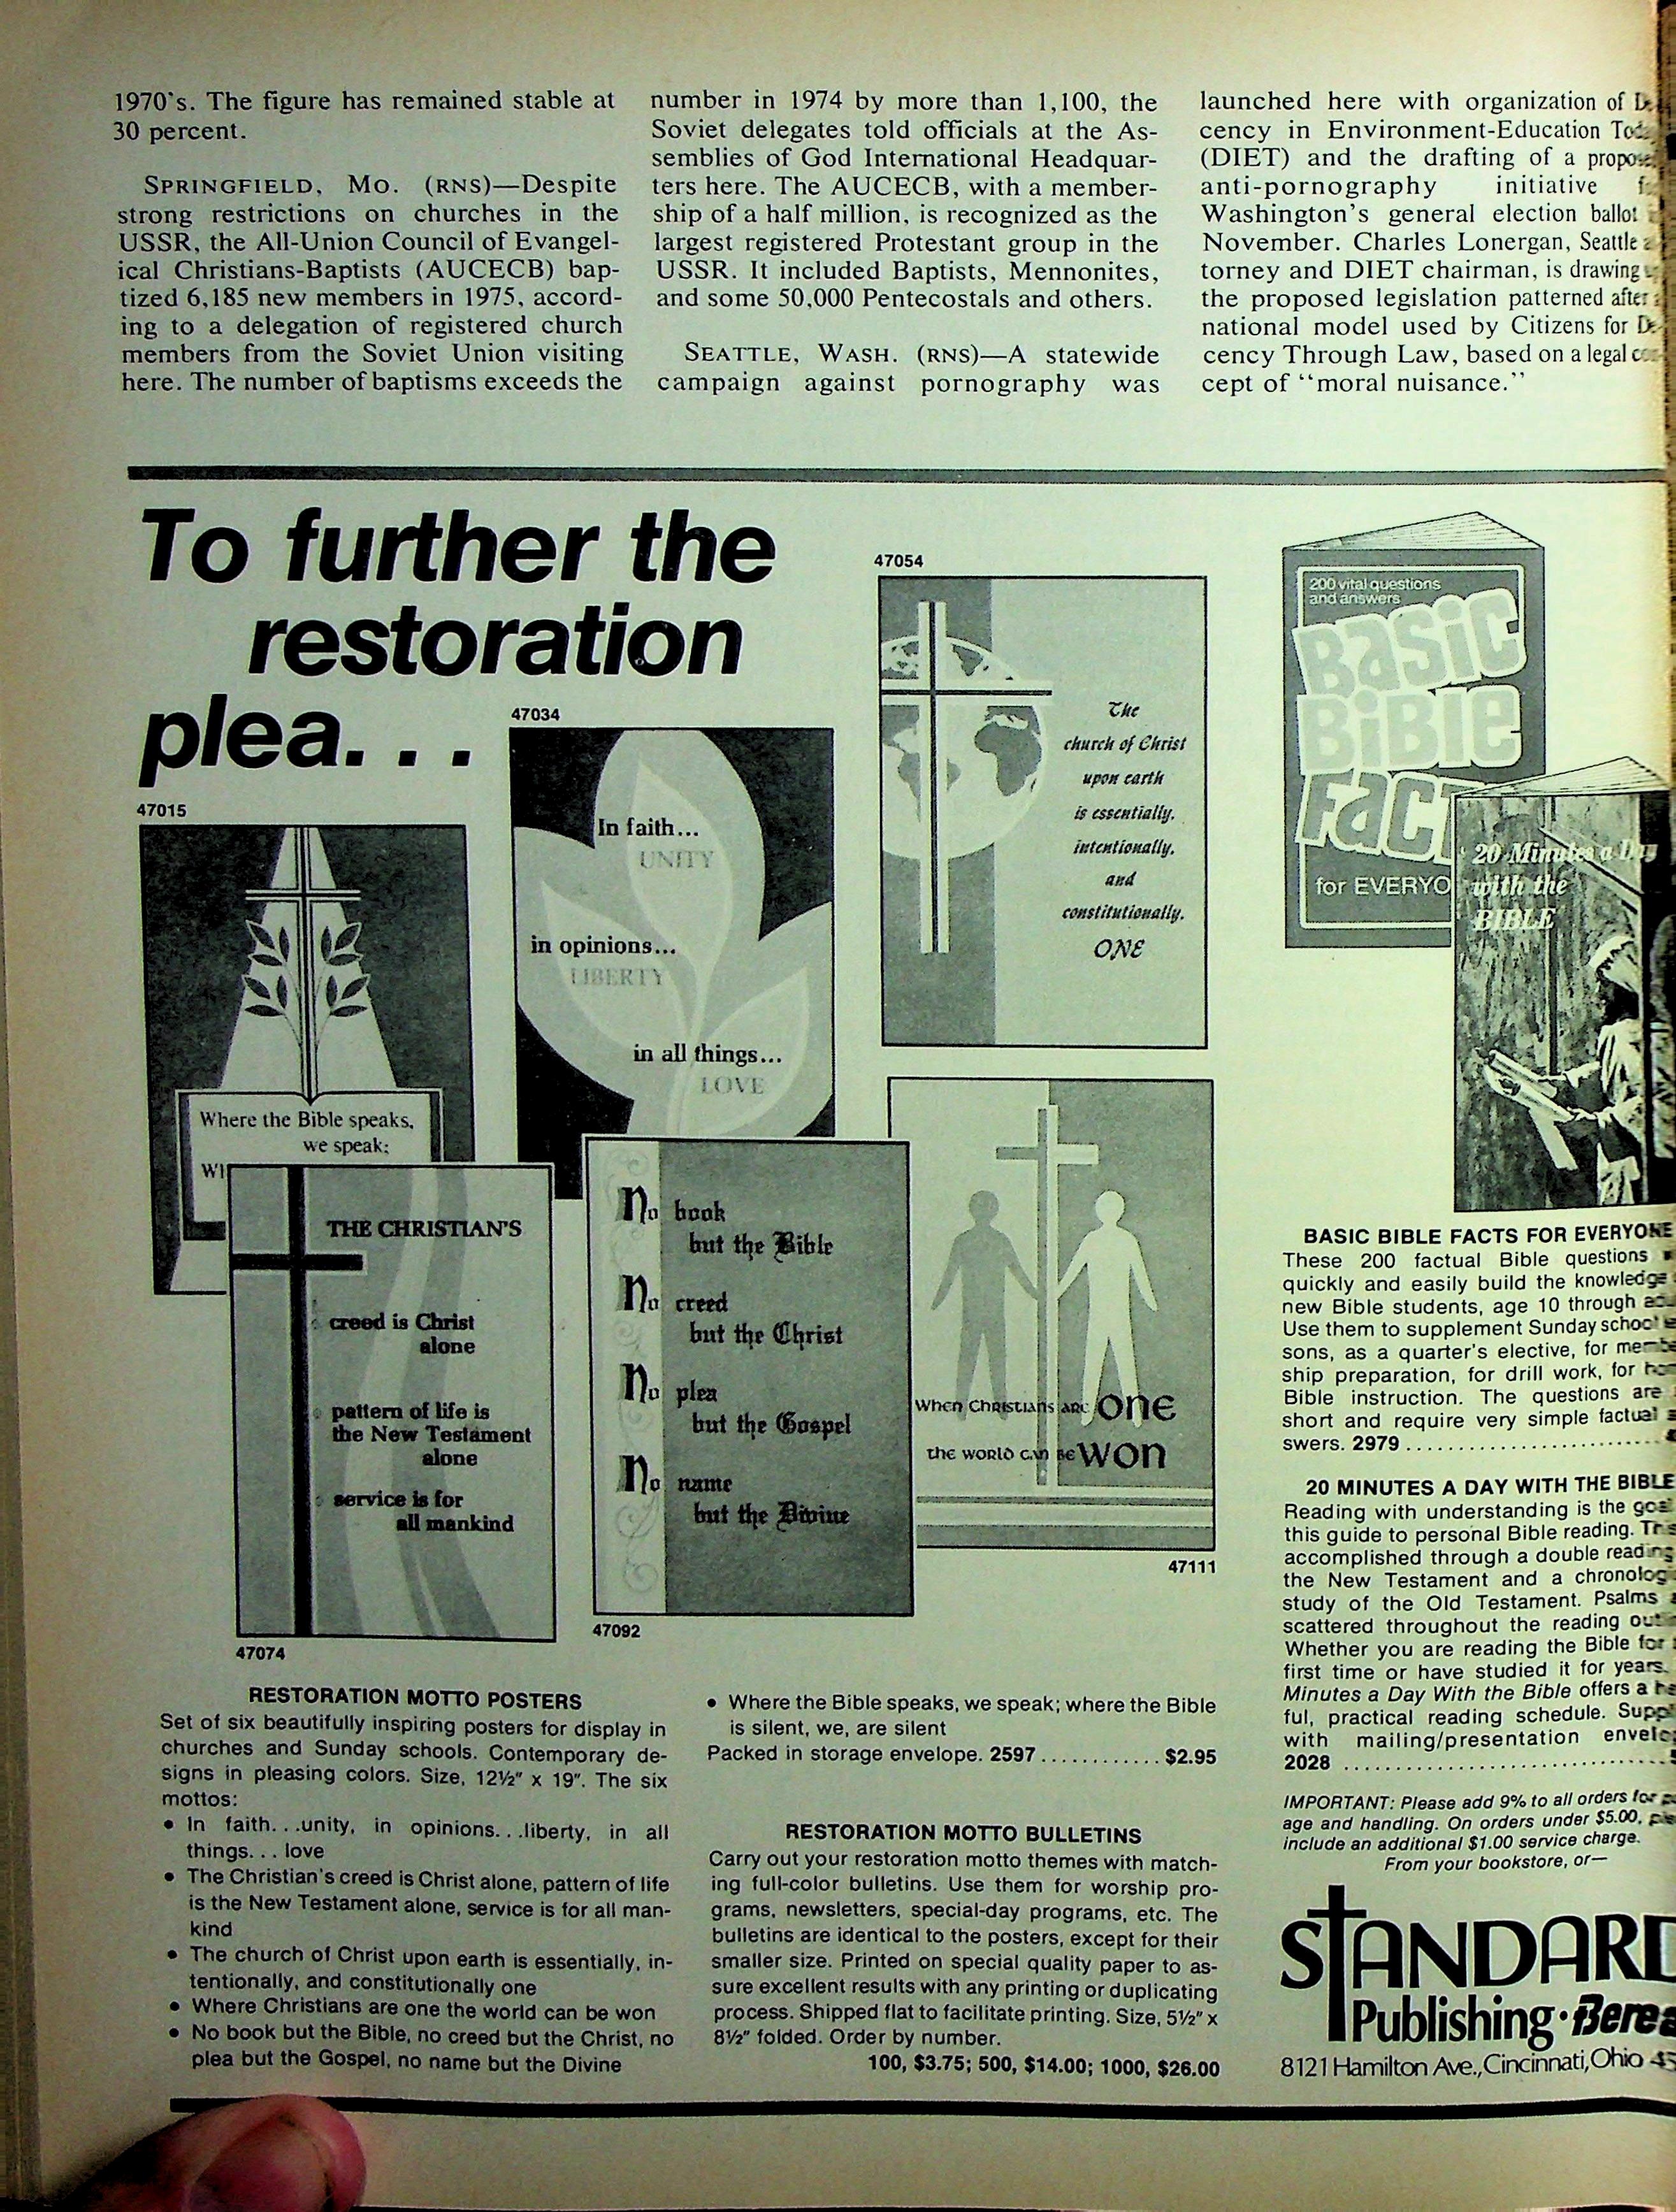 1970's. The figure has remained stable at
30 percent.
SPRINGFIELD, MO. (RNS)—Despite
strong restrictions on churches in the
USSR, the All-Union Council of Evangel-
ical Christians-Baptists (AUCECB) bap-
tized 6,185 new members in 1975, accord-
ing to a delegation of registered church
members from the Soviet Union visiting
here. The number of baptisms exceeds the
number in 1974 by more than 1,100, the
Soviet delegates told officials at the As-
semblies of God International Headquar-
ters here. The AUCECB, with a member-
ship of a half million, is recognized as the
largest registered Protestant group in the
USSR. It included Baptists, Mennonites,
and some 50,000 Pentecostals and others.
SEATTLE, WASH. (RNS)—A statewide
campaign against pornography was
launched here with organization of
cency in Environment-Education
(DIET) and the drafting of a
anti-pornography initiative
Washington's general election ballot
November. Charles Lonergan, Seattle
torney and DIET chairman, is drawing
the proposed legislation patterned after
national model used by Citizens for
cency Through Law, based on a legal
cept of "moral nuisance."
To further the
restoration
plea...
47015
Where the Bible speaks,
we speak;
47034
In faith...
UNITY
in opinions...
LIBERTY
in all things...
LOVE
47054
The
church of Christ
upon earth
is essentially,
intentionally,
and
constitutionally,
ONE
THE CHRISTIAN'S
creed is Christ
alone
pattern of life is
the New Testament
alone
service is for
all mankind
47074
No book
but the Bible
No creed
but the Christ
No plea
but the Gospel
No name
but the Divine
47092
When Christians are one
the world can be won
47111
200 vital questions
and answers
Basic
Bible
for
20 Minutes a Day
with the
BIBLE
RESTORATION MOTTO POSTERS
Set of six beautifully inspiring posters for display in
churches and Sunday schools. Contemporary de-
signs in pleasing colors. Size, 12½" x 19". The six
mottos:
• In faith...unity, in opinions...liberty, in all
things... love
• The Christian's creed is Christ alone, pattern of life
is the New Testament alone, service is for all man-
kind
• The church of Christ upon earth is essentially, in-
tentionally, and constitutionally one
• Where Christians are one the world can be won
• No book but the Bible, no creed but the Christ, no
plea but the Gospel, no name but the Divine
• Where the Bible speaks, we speak; where the Bible
is silent, we, are silent
Packed in storage envelope. 2597............$2.95
RESTORATION MOTTO BULLETINS
Carry out your restoration motto themes with match-
ing full-color bulletins. Use them for worship pro-
grams, newsletters, special-day programs, etc. The
bulletins are identical to the posters, except for their
smaller size. Printed on special quality paper to as-
sure excellent results with any printing or duplicating
process. Shipped flat to facilitate printing. Size, 5½" x
8½" folded. Order by number.
100, $3.75; 500, $14.00; 1000, $26.00
BASIC BIBLE FACTS FOR EVERYONE
These 200 factual Bible questions
quickly and easily build the knowledge
new Bible students, age 10 through
Use them to supplement Sunday school
sons, as a quarter's elective, for
ship preparation, for drill work, for
Bible instruction. The questions are
short and require very simple factual
swers. 2979
20 MINUTES A DAY WITH THE BIBLE
Reading with understanding is the
this guide to personal Bible reading.
accomplished through a double reading
the New Testament and a
study of the Old Testament. Psalms
scattered throughout the reading
Whether you are reading the Bible for
first time or have studied it for years.
Minutes a Day With the Bible offers a
ful, practical reading schedule.
with mailing/presentation
2028
IMPORTANT: Please add 9% to all orders for
age and handling. On orders under $5.00,
include an additional $1.00 service charge.
From your bookstore, or—
STANDARD
Publishing·
8121 Hamilton Ave., Cincinnati, Ohio